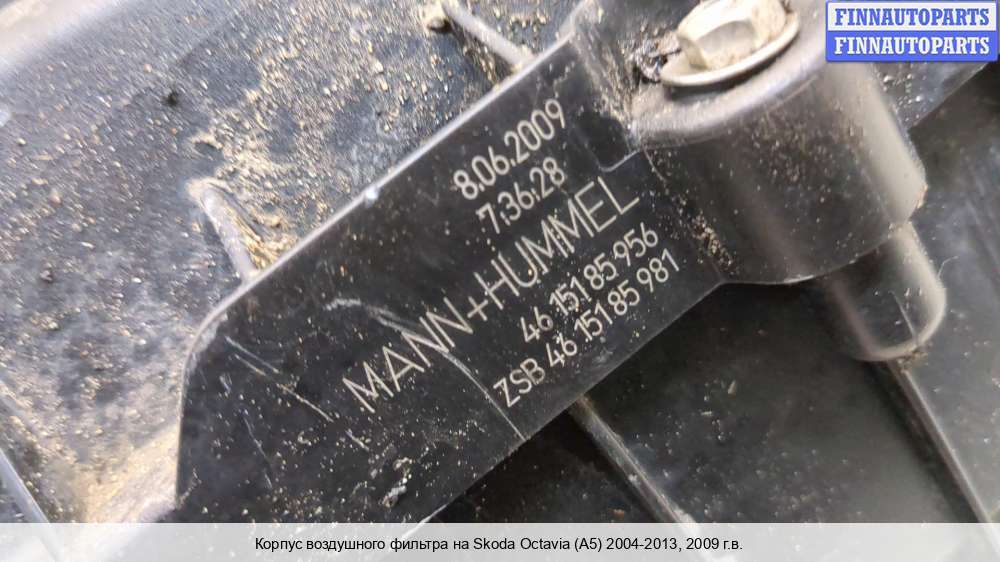 FINNAUTOPARTS
FINNAUTOPARTS
8.06.2009
7:36:28
MANN+HUMMEL
46 151 85 956
ZSB 46 151 85 981
Корпус воздушного фильтра на Skoda Octavia (A5) 2004-2013, 2009 г.в.